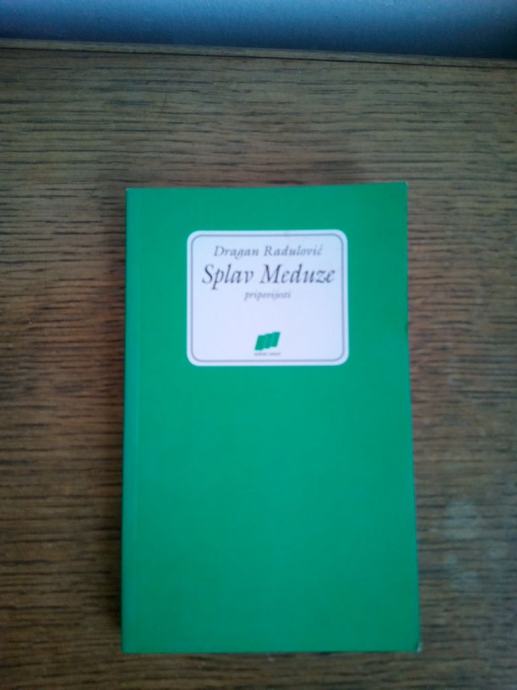 Dragan Radulović
Splav Meduze
pripovijesti